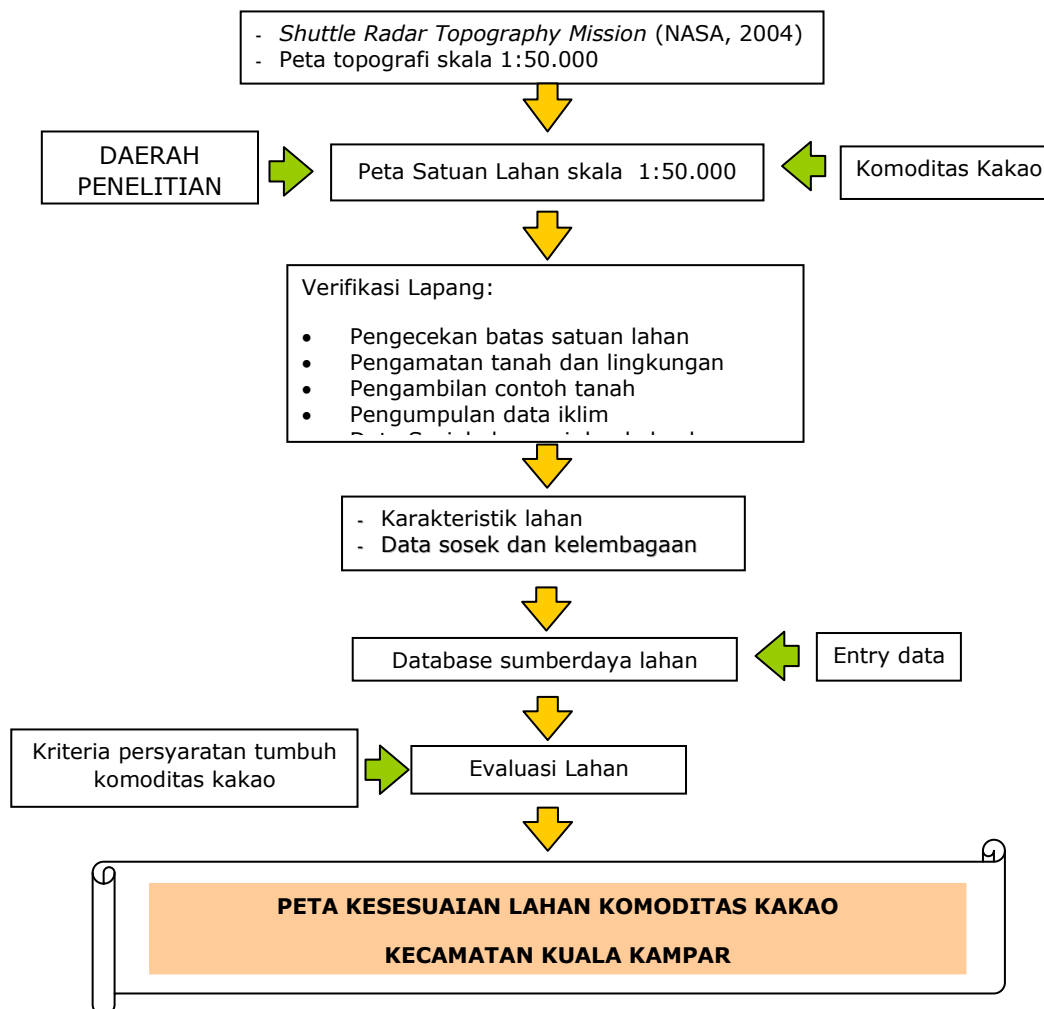 - Shuttle Radar Topography Mission (NASA, 2004)
- Peta topografi skala 1:50.000
DAERAH
PENELITIAN
Peta Satuan Lahan skala 1:50.000
Komoditas Kakao
Verifikasi Lapang:
• Pengecekan batas satuan lahan
• Pengamatan tanah dan lingkungan
• Pengambilan contoh tanah
• Pengumpulan data iklim
- Karakteristik lahan
- Data sosek dan kelembagaan
Database sumberdaya lahan
Entry data
Kriteria persyaratan tumbuh
komoditas kakao
Evaluasi Lahan
PETA KESESUAIAN LAHAN KOMODITAS KAKAO
KECAMATAN KUALA KAMPAR